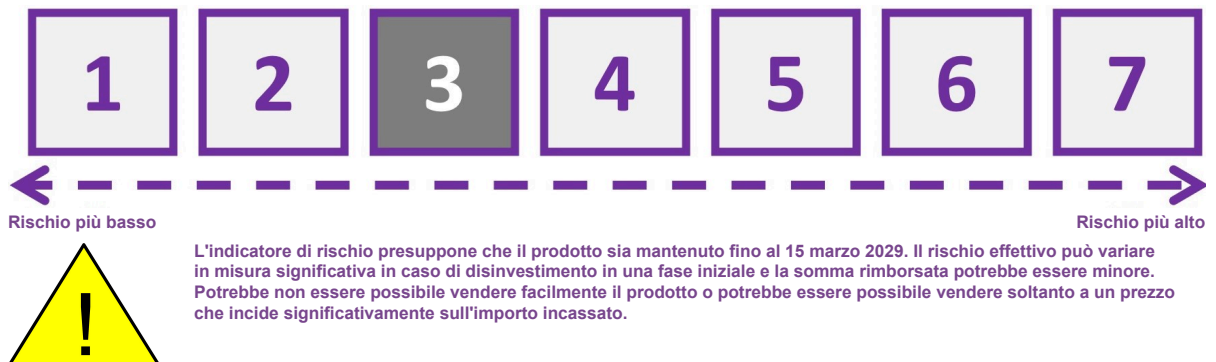 1 2 3 4 5 6 7
Rischio più basso Rischio più alto
L'indicatore di rischio presuppone che il prodotto sia mantenuto fino al 15 marzo 2029. Il rischio effettivo può variare
in misura significativa in caso di disinvestimento in una fase iniziale e la somma rimborsata potrebbe essere minore.
Potrebbe non essere possibile vendere facilmente il prodotto o potrebbe essere possibile vendere soltanto a un prezzo
che incide significativamente sull'importo incassato.
!